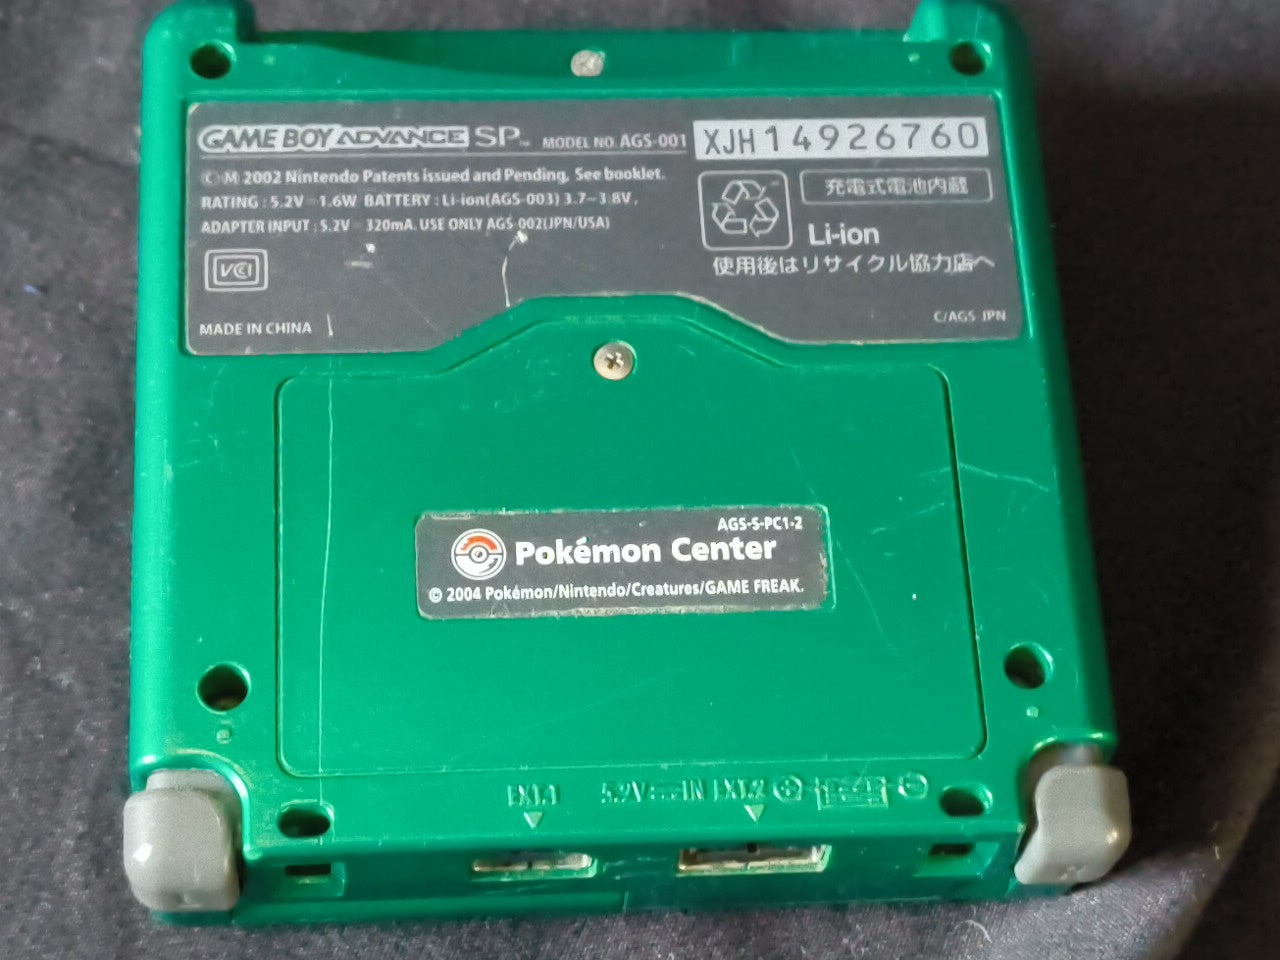 GAME BOY ADVANCE SP™ MODEL NO. AGS-001
XJH14926760
© M 2002 Nintendo Patents issued and Pending. See booklet.
RATING : 5.2V 1.6W BATTERY : Li-ion(AGS-003) 3.7-3.8V,
ADAPTER INPUT : 5.2V 320mA. USE ONLY AGS-002(JPN/USA)
充電式電池内蔵
Li-ion
使用後はリサイクル協力店へ
VCCI
MADE IN CHINA
C/AGS JPN
AGS-S-PC1-2
Pokémon Center
© 2004 Pokémon/Nintendo/Creatures/GAME FREAK.
EXT.1 5.2V IN EXT.2